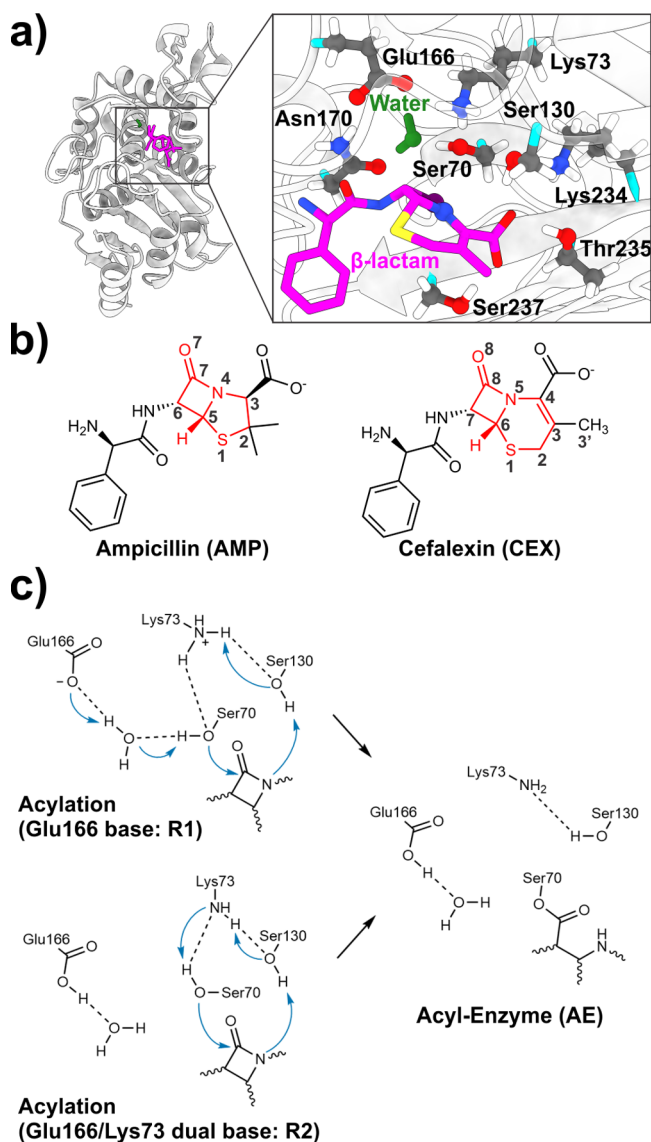 a)
Glu166
Lys73
Water
Asn170
Ser130
Ser70
Lys234
β-lactam
Thr235
Ser237
b)
O 7
7
N 4
O
O-
NH
6
5
3
H2N
H
S
1
2
O
Ampicillin (AMP)
O 8
8
N 5
O
O-
NH
7
6
4
H2N
H
S
1
3
CH3
3'
2
O
Cefalexin (CEX)
c)
Lys73
H
N
H
+
H
Glu166
O
−O
Ser130
O
H
Ser70
H
O
H
H
O
O
N
Acylation
(Glu166 base: R1)
Lys73
NH2
Glu166
O
O
H
O
H
H
Ser130
H
O
Ser70
O
O
H
N
Acyl-Enzyme (AE)
Lys73
NH
H
Glu166
O
O
H
O
H
H
Ser130
O
H
H
O
Ser70
O
N
Acylation
(Glu166/Lys73 dual base: R2)